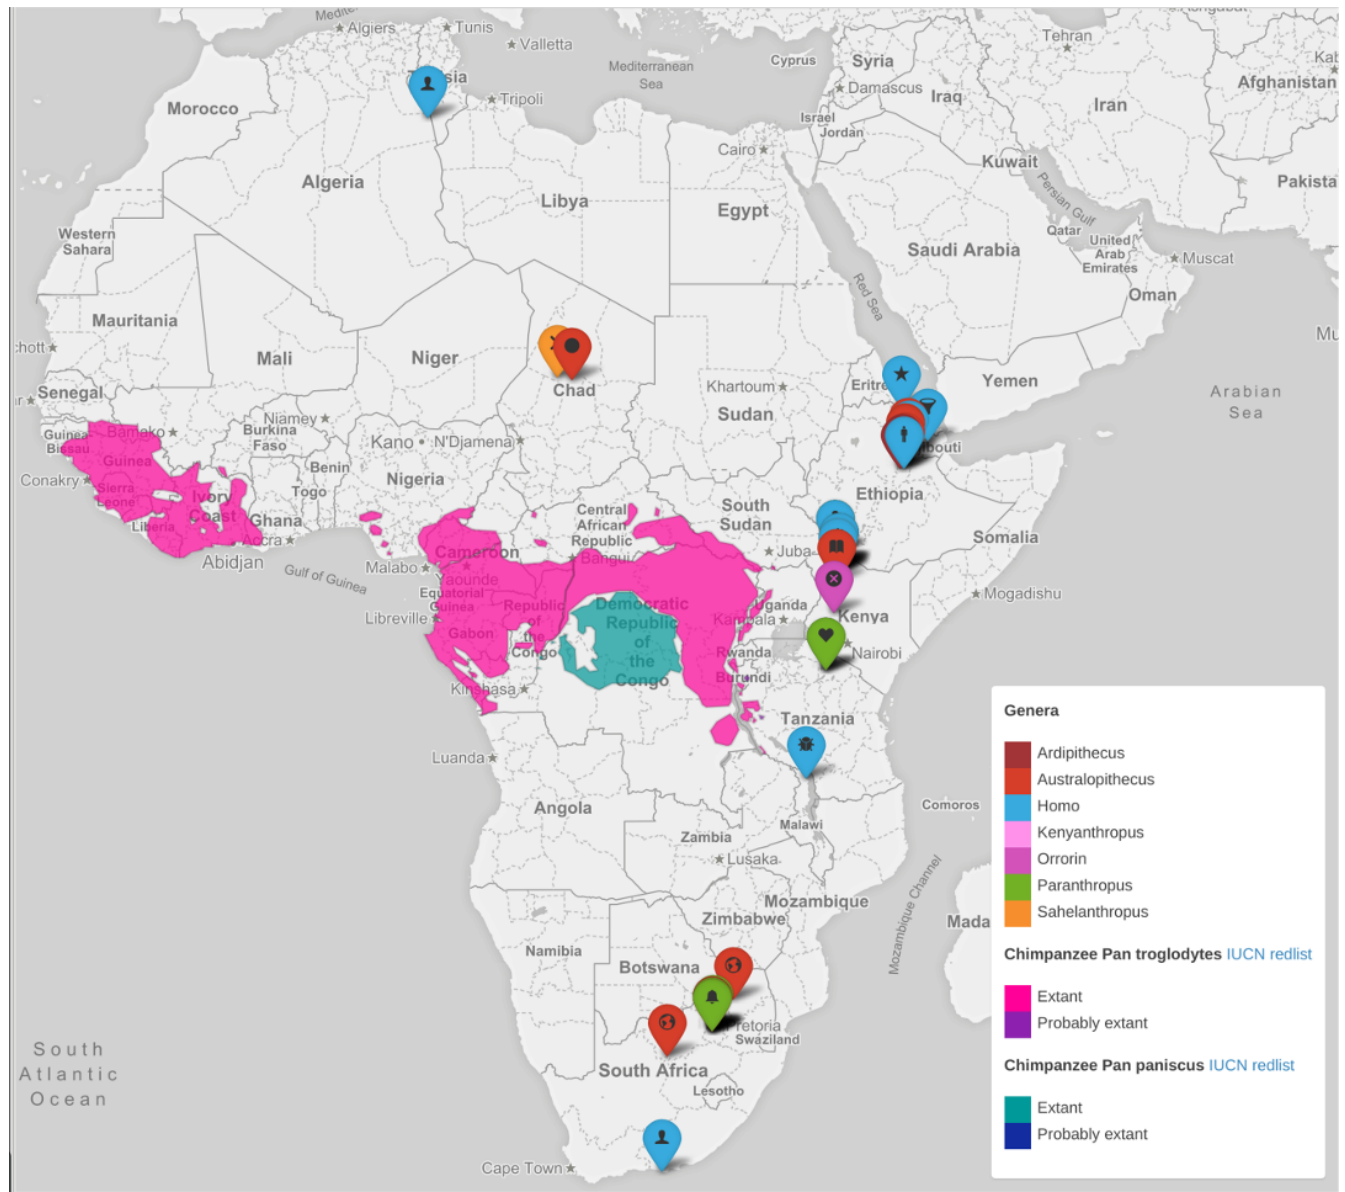 Algiers
Tunis
Valletta
Mediterranean
Sea
Cyprus
Syria
Damascus
Iraq
Tehran
Iran
Afghanistan
Israel
Jordan
Morocco
Tripoli
Cairo
Kuwait
Persian Gulf
Pakista
Algeria
Libya
Egypt
Qatar
United
Arab
Emirates
Muscat
Western
Sahara
Saudi Arabia
Oman
Red Sea
Mauritania
Mali
Niger
Chad
Khartoum
Sudan
Yemen
Arabian
Sea
Senegal
Guinea-
Bissau
Bamako
Niamey
Burkina
Faso
Kano
N'Djamena
Guinea
Benin
Nigeria
Togo
Conakry
Sierra
Leone
Ivory
Coast
Liberia
Ghana
Accra
Abidjan
Gulf of Guinea
Central
African
Republic
Bangui
South
Sudan
Juba
Ethiopia
Somalia
Mogadishu
Cameroon
Malabo
Yaounde
Equatorial
Guinea
Libreville
Gabon
Republic
of
the
Congo
Democratic
Republic
of
the
Congo
Uganda
Kampala
Kenya
Nairobi
Rwanda
Burundi
Kinshasa
Tanzania
Luanda
Angola
Zambia
Malawi
Comoros
Lusaka
Mozambique
Zimbabwe
Mozambique Channel
Mada
Namibia
Botswana
Swaziland
South Africa
Lesotho
Cape Town
South
Atlantic
Ocean
Genera
Ardipithecus
Australopithecus
Homo
Kenyanthropus
Orrorin
Paranthropus
Sahelanthropus
Chimpanzee Pan troglodytes IUCN redlist
Extant
Probably extant
Chimpanzee Pan paniscus IUCN redlist
Extant
Probably extant